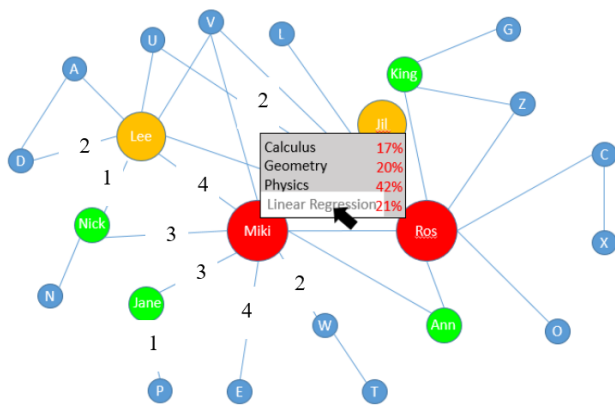 G
V
U
L
A
King
2
Z
Jil
Lee
Calculus 17%
2
Geometry 20%
C
D
1
4
Physics 42%
Linear Regression 21%
Nick
3
Miki
Ros
X
3
2
N
Jane
4
W
Ann
O
1
P
E
T